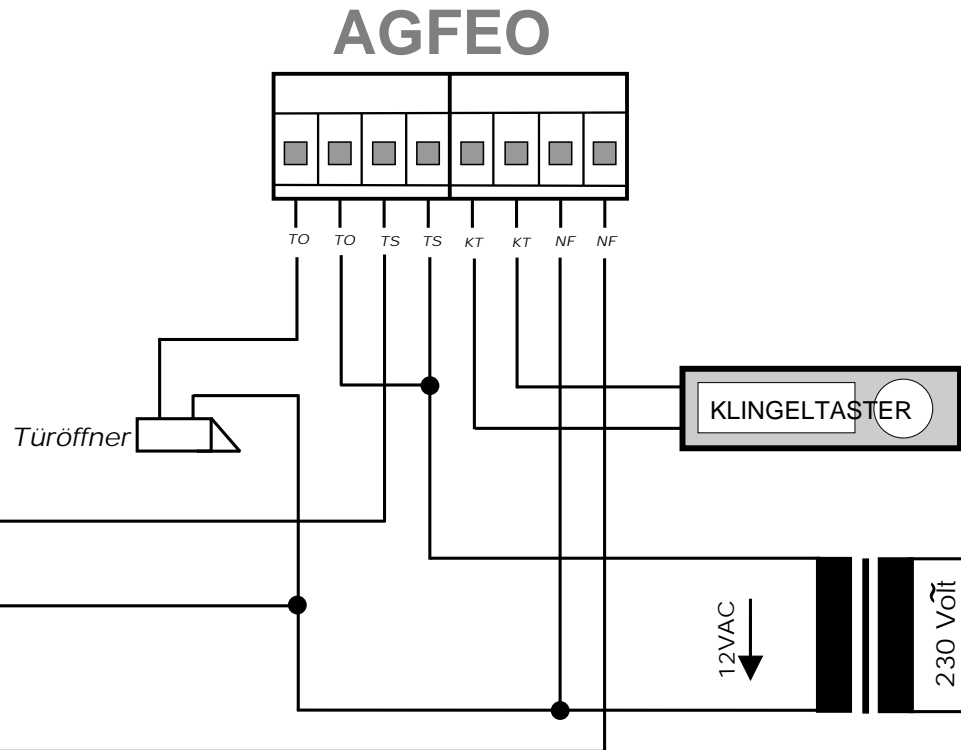 AGFEO
TO TO TS TS KT KT NF NF
KLINGELTASTER
Türöffner
12VAC
230 Volt
~